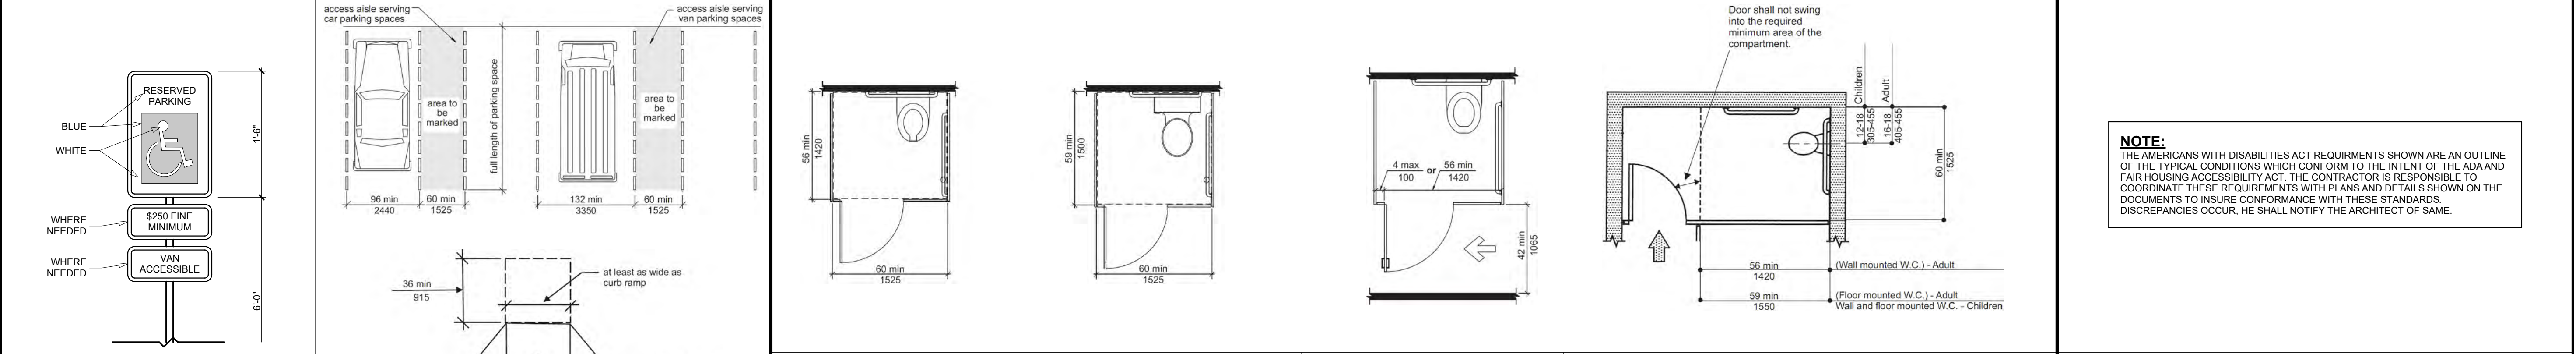 RESERVED
PARKING
BLUE
WHITE
1'-6"
$250 FINE
MINIMUM
WHERE
NEEDED
VAN
ACCESSIBLE
WHERE
NEEDED
6'-0"
access aisle serving
car parking spaces
access aisle serving
van parking spaces
area to
be
marked
full length of parking space
area to
be
marked
96 min
2440
60 min
1525
132 min
3350
60 min
1525
36 min
915
at least as wide as
curb ramp
56 min
1420
60 min
1525
59 min
1500
60 min
1525
4 max
100
or
56 min
1420
42 min
1065
Door shall not swing
into the required
minimum area of the
compartment.
12-18 Children
305-455
16-18 Adult
405-455
60 min
1525
56 min
1420
(Wall mounted W.C.) - Adult
59 min
1550
(Floor mounted W.C.) - Adult
Wall and floor mounted W.C. - Children
NOTE:
THE AMERICANS WITH DISABILITIES ACT REQUIRMENTS SHOWN ARE AN OUTLINE
OF THE TYPICAL CONDITIONS WHICH CONFORM TO THE INTENT OF THE ADA AND
FAIR HOUSING ACCESSIBILITY ACT. THE CONTRACTOR IS RESPONSIBLE TO
COORDINATE THESE REQUIREMENTS WITH PLANS AND DETAILS SHOWN ON THE
DOCUMENTS TO INSURE CONFORMANCE WITH THESE STANDARDS.
DISCREPANCIES OCCUR, HE SHALL NOTIFY THE ARCHITECT OF SAME.